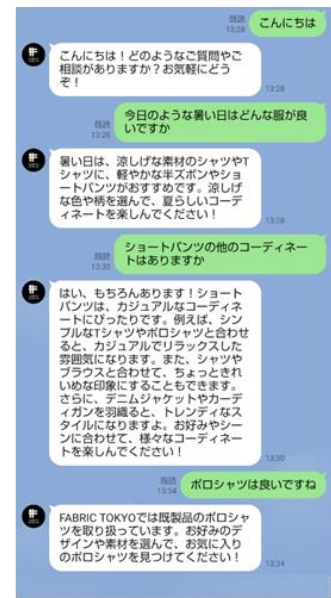 既読
13:28
こんにちは
こんにちは！どのようなご質問やご
相談がありますか？お気軽にどう
ぞ！
13:28
既読
13:28
今日のような暑い日はどんな服が良
いですか
暑い日は、涼しげな素材のシャツやT
シャツに、軽やかな半ズボンやショ
ートパンツがおすすめです。涼しげ
な色や柄を選んで、夏らしいコーデ
ィネートを楽しんでください！
13:28
既読
13:30
ショートパンツの他のコーディネー
トはありますか
はい、もちろんあります！ショート
パンツは、カジュアルなコーディネ
ートにぴったりです。例えば、シン
プルなTシャツやポロシャツと合わせ
ると、カジュアルでリラックスした
雰囲気になります。また、シャツや
ブラウスと合わせて、ちょっときれ
いめな印象にすることもできます。
さらに、デニムジャケットやカーデ
ィガンを羽織ると、トレンディなス
タイルになりますよ。お好みやシー
ンに合わせて、様々なコーディネー
トを楽しんでください！
13:30
既読
13:34
ポロシャツは良いですね
FABRIC TOKYOでは既製品のポロシャ
ツを取り扱っています。お好みのデ
ザインや素材を選んで、お気に入り
のポロシャツを見つけてください！
13:34